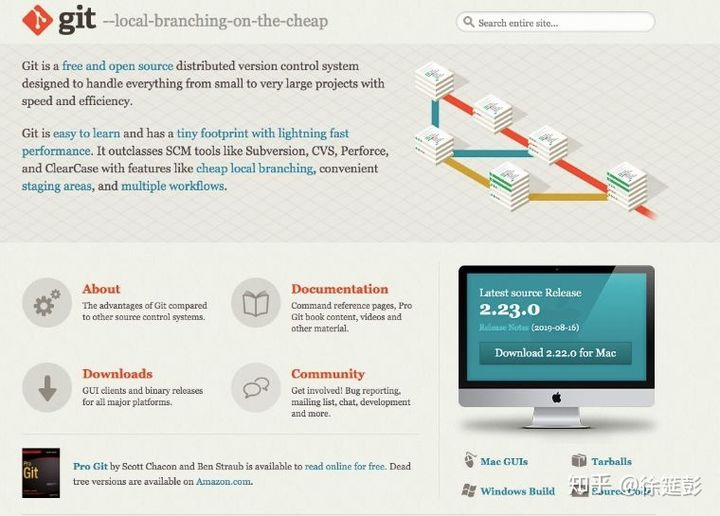 git --local-branching-on-the-cheap
Search entire site...
Git is a free and open source distributed version control system
designed to handle everything from small to very large projects with
speed and efficiency.
Git is easy to learn and has a tiny footprint with lightning fast
performance. It outclasses SCM tools like Subversion, CVS, Perforce,
and ClearCase with features like cheap local branching, convenient
staging areas, and multiple workflows.
About
The advantages of Git compared
to other source control systems.
Documentation
Command reference pages, Pro
Git book content, videos and
other material.
Downloads
GUI clients and binary releases
for all major platforms.
Community
Get involved! Bug reporting,
mailing list, chat, development
and more.
Latest source Release
2.23.0
Release Notes (2019-08-16)
Download 2.22.0 for Mac
Pro
Git
Pro Git by Scott Chacon and Ben Straub is available to read online for free. Dead
tree versions are available on Amazon.com.
Mac GUIs
Tarballs
Windows Build
Source Code
知乎 @徐莚彭